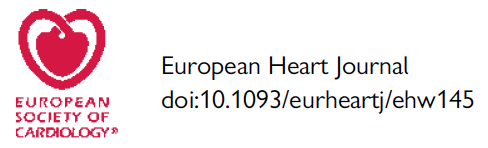 EUROPEAN
SOCIETY OF
CARDIOLOGY®
European Heart Journal
doi:10.1093/eurheartj/ehw145